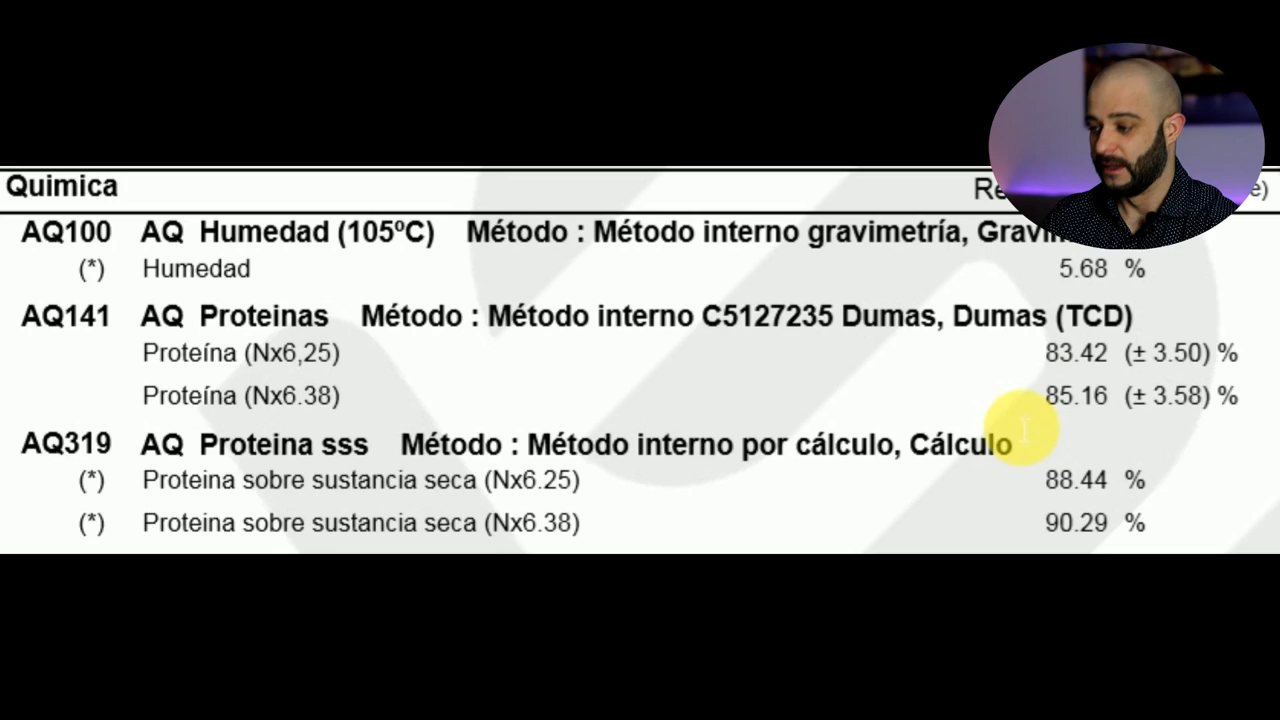 Quimica
AQ100 AQ Humedad (105ºC) Método : Método interno gravimetría,
(*) Humedad 5.68 %
AQ141 AQ Proteinas Método : Método interno C5127235 Dumas, Dumas (TCD)
Proteína (Nx6,25) 83.42 (± 3.50) %
Proteína (Nx6.38) 85.16 (± 3.58) %
AQ319 AQ Proteina sss Método : Método interno por cálculo, Cálculo
(*) Proteina sobre sustancia seca (Nx6.25) 88.44 %
(*) Proteina sobre sustancia seca (Nx6.38) 90.29 %